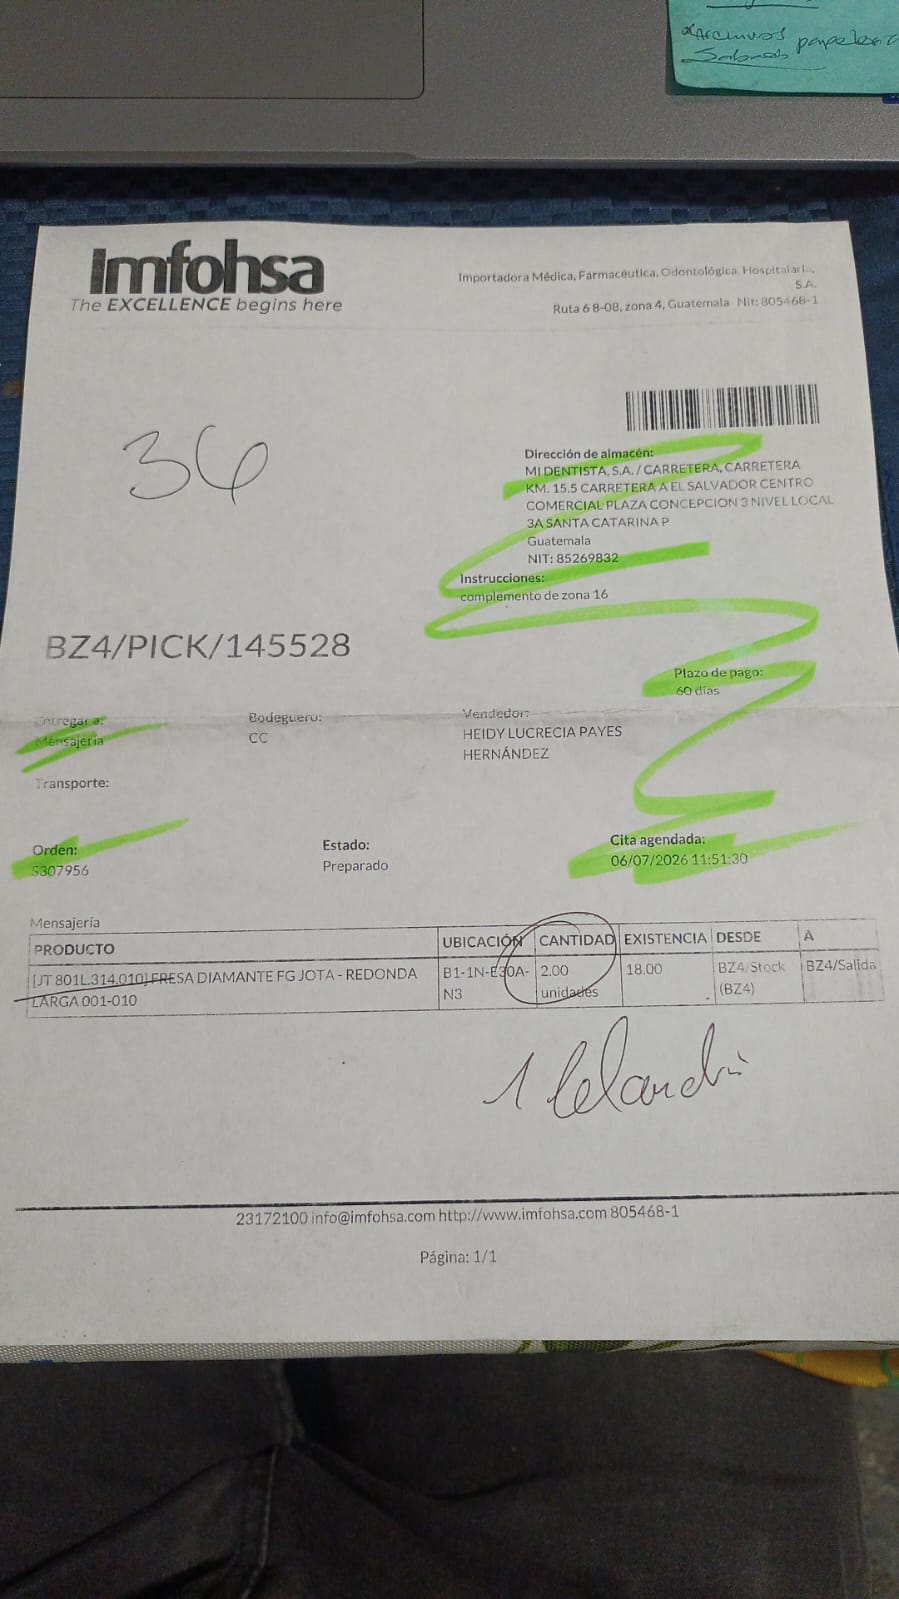 *Archivos papeleria
Imfohsa
The EXCELLENCE begins here
Importadora Médica, Farmacéutica, Odontológica, Hospitalaria,
S.A.
Ruta 6 8-08, zona 4, Guatemala Nit: 805468-1
36
Dirección de almacén:
MI DENTISTA, S.A. / CARRETERA, CARRETERA
KM. 15.5 CARRETERA A EL SALVADOR CENTRO
COMERCIAL PLAZA CONCEPCION 3 NIVEL LOCAL
3A SANTA CATARINA P
Guatemala
NIT: 85269832
Instrucciones:
complemento de zona 16
BZ4/PICK/145528
Plazo de pago:
60 días
Entregar a:
Mensajería
Bodeguero:
CC
Vendedor:
HEIDY LUCRECIA PAYES
HERNÁNDEZ
Transporte:
Orden:
S307956
Estado:
Preparado
Cita agendada:
06/07/2026 11:51:30
Mensajería
PRODUCTO UBICACIÓN CANTIDAD EXISTENCIA DESDE A
[JT 801L.314.010] FRESA DIAMANTE FG JOTA - REDONDA B1-1N-E30A- 2.00 18.00 BZ4/Stock BZ4/Salida
LARGA 001-010 N3 unidades (BZ4)
1
23172100 info@imfohsa.com http://www.imfohsa.com 805468-1
Página: 1/1